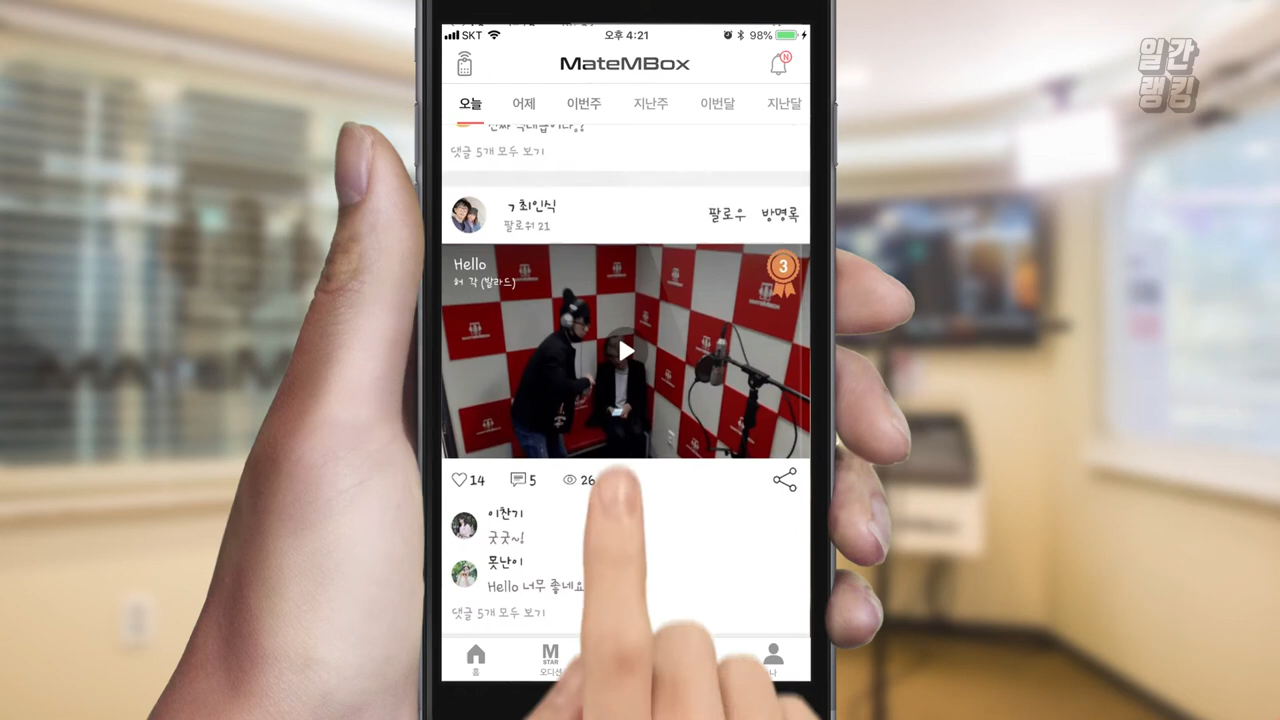 SKT 오후 4:21 98%
MateMBox
N
일간
랭킹
오늘 어제 이번주 지난주 이번달 지난달
댓글 5개 모두 보기
ㄱ최인식
팔로워 21
팔로우 방명록
Hello
허 각 (발라드)
3
14 5 26
이찬기
굿굿~!
못난이
Hello 너무 좋네요
댓글 5개 모두 보기
홈 M STAR 오디션 나